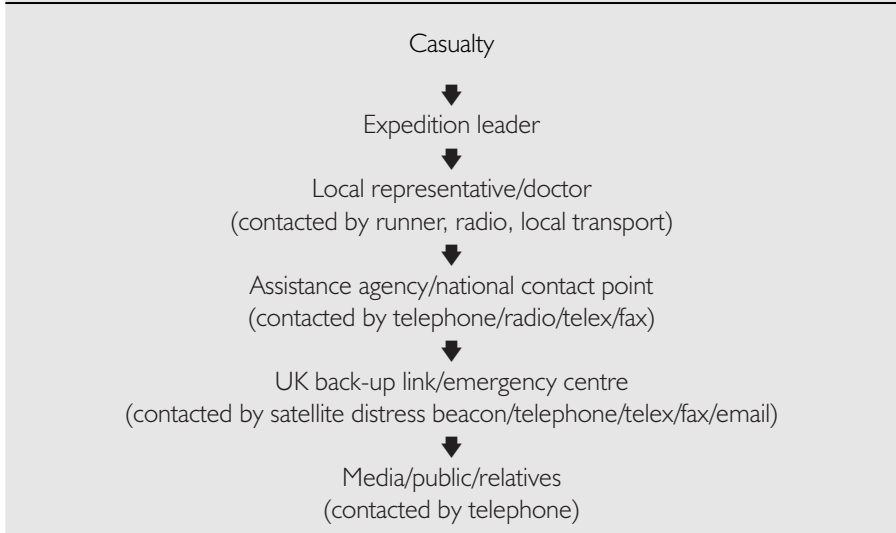 Casualty
Expedition leader
Local representative/doctor
(contacted by runner, radio, local transport)
Assistance agency/national contact point
(contacted by telephone/radio/telex/fax)
UK back-up link/emergency centre
(contacted by satellite distress beacon/telephone/telex/fax/email)
Media/public/relatives
(contacted by telephone)